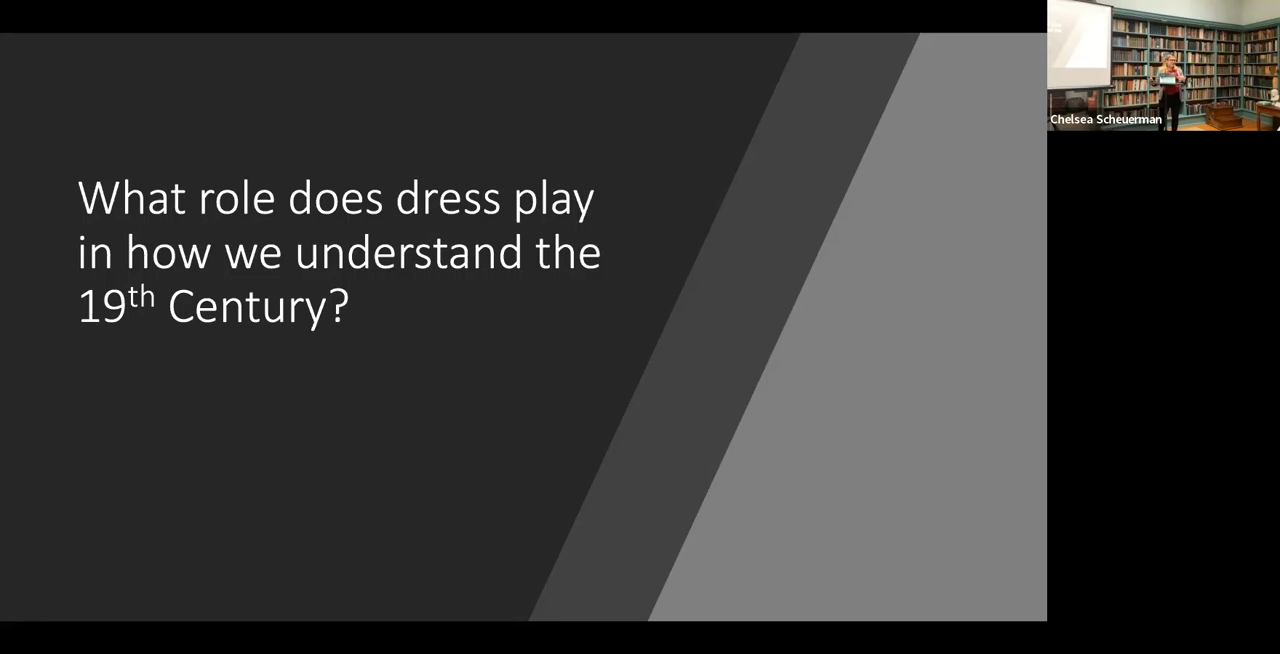 What role does dress play
in how we understand the
19th Century?
Chelsea Scheuerman